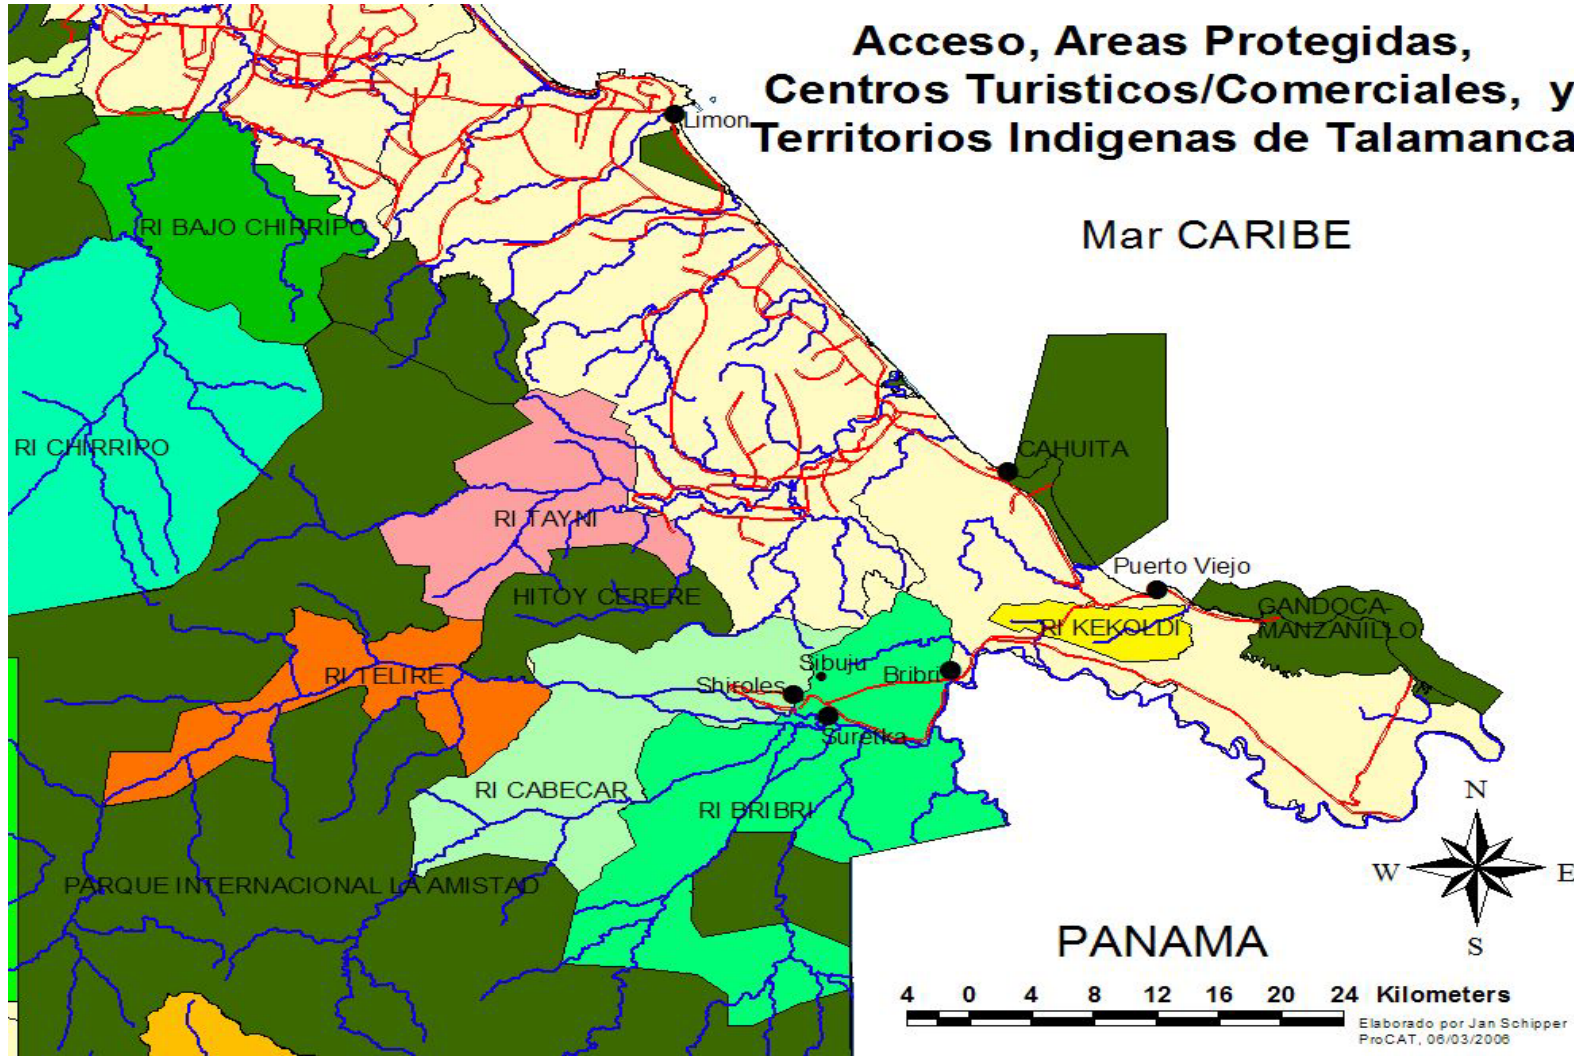 Acceso, Areas Protegidas,
Centros Turisticos/Comerciales, y
Territorios Indigenas de Talamanca
Limon
Mar CARIBE
RI BAJO CHIRRIPO
RI CHIRRIPO
CAHUITA
RI TAYNI
Puerto Viejo
HITOY CERERE
GANDOCA-
MANZANILLO
RI KEKOLDI
Sibuju
RI TELIRE
Shiroles
Bribri
Suretka
RI CABECAR
RI BRIBRI
N
W
E
S
PARQUE INTERNACIONAL LA AMISTAD
PANAMA
4 0 4 8 12 16 20 24 Kilometers
Elaborado por Jan Schipper
ProCAT, 06/03/2006